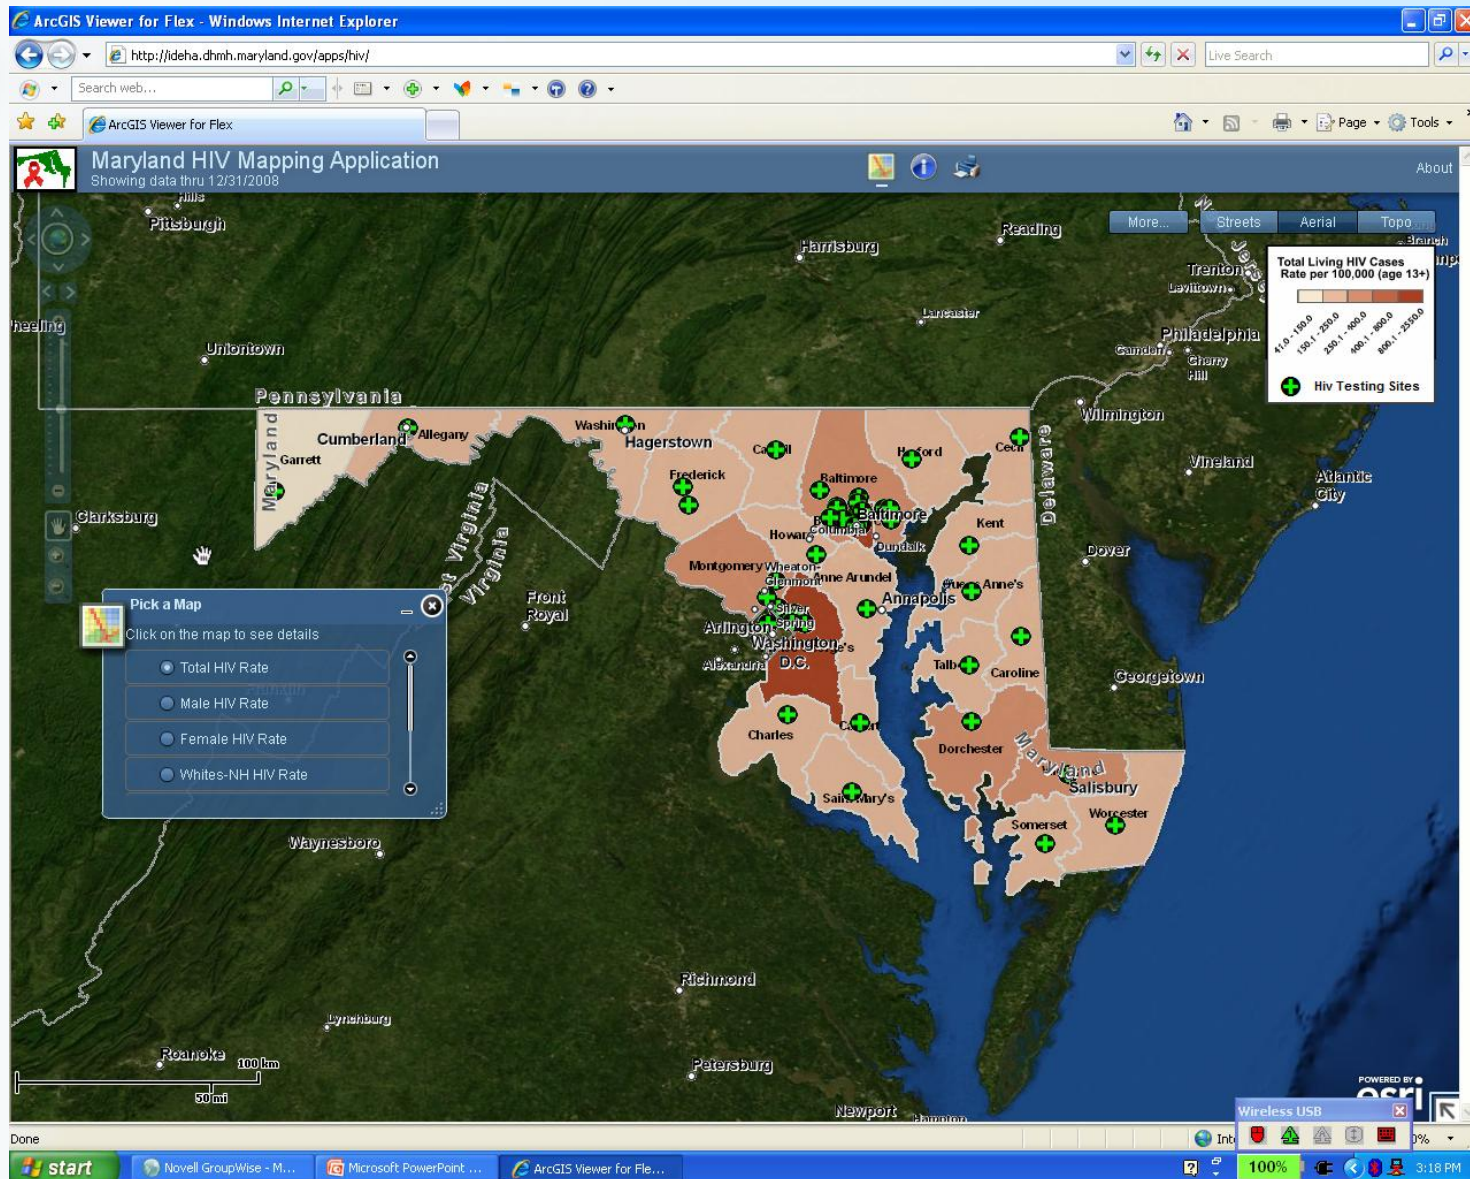 ArcGIS Viewer for Flex - Windows Internet Explorer
http://ideha.dhmh.maryland.gov/apps/hiv/
Live Search
Search web...
ArcGIS Viewer for Flex
Page
Tools
Maryland HIV Mapping Application
Showing data thru 12/31/2008
About
More...
Streets
Aerial
Topo
Total Living HIV Cases
Rate per 100,000 (age 13+)
41.0 - 150.0
150.1 - 250.0
250.1 - 400.0
400.1 - 800.0
800.1 - 2550.0
Hiv Testing Sites
Hills
Pittsburgh
Harrisburg
Reading
Branch
Trenton
Levittown
Lancaster
Philadelphia
Camden
Cherry
Hill
Uniontown
Pennsylvania
Wilmington
Maryland
Garrett
Cumberland
Allegany
Hagerstown
Frederick
Baltimore
Baltimore
Columbia
Dundalk
Kent
Delaware
Vineland
Atlantic
City
Clarksburg
Virginia
Dover
Montgomery
Wheaton-
Glenmont
Anne Arundel
Annapolis
Front
Royal
Arlington
Silver
Spring
Washington
D.C.
Alexandria
Caroline
Georgetown
Charles
Dorchester
Maryland
Salisbury
Somerset
Worcester
Pick a Map
Click on the map to see details
Total HIV Rate
Male HIV Rate
Female HIV Rate
Whites-NH HIV Rate
Waynesboro
Richmond
Lynchburg
Roanoke
Petersburg
Newport
Hampton
100 km
50 mi
POWERED BY
esri
Wireless USB
Done
start
Novell GroupWise - M...
Microsoft PowerPoint ...
ArcGIS Viewer for Fle...
100%
3:18 PM